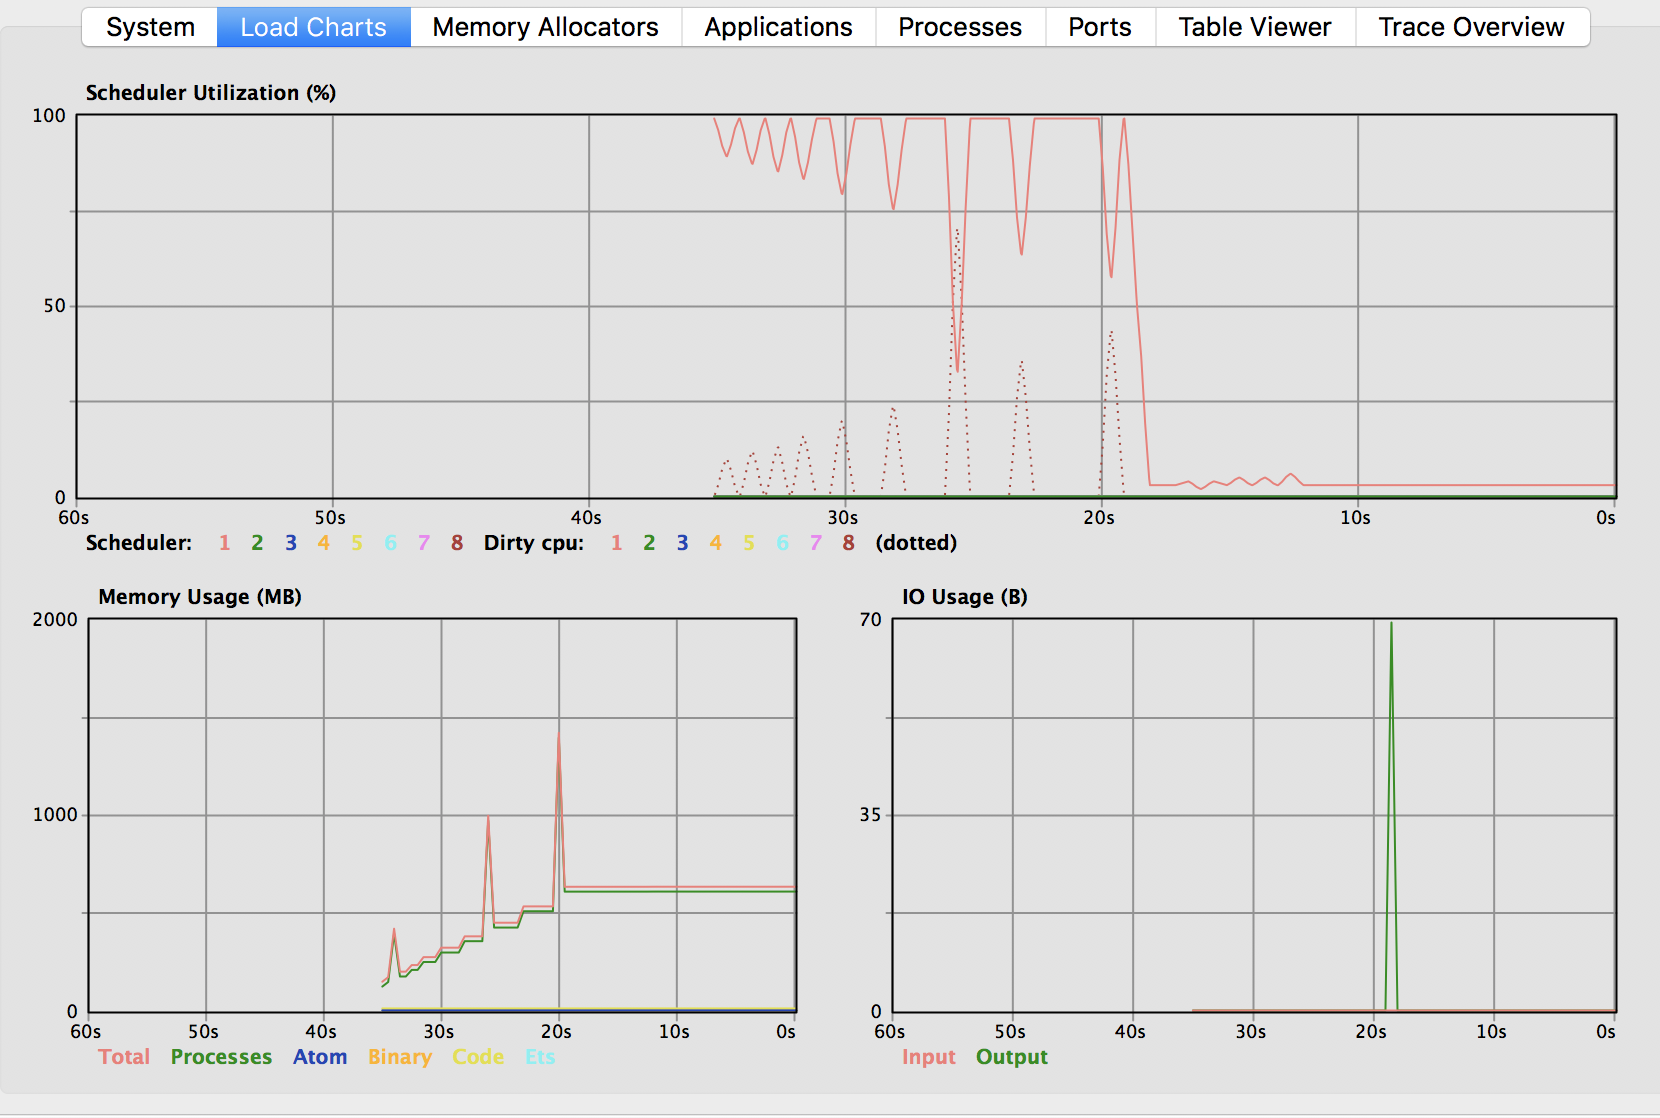 System Load Charts Memory Allocators Applications Processes Ports Table Viewer Trace Overview
Scheduler Utilization (%)
100
50
0
60s 50s 40s 30s 20s 10s 0s
Scheduler: 1 2 3 4 5 6 7 8 Dirty cpu: 1 2 3 4 5 6 7 8 (dotted)
Memory Usage (MB)
2000
1000
0
60s 50s 40s 30s 20s 10s 0s
Total Processes Atom Binary Code Ets
IO Usage (B)
70
35
0
60s 50s 40s 30s 20s 10s 0s
Input Output